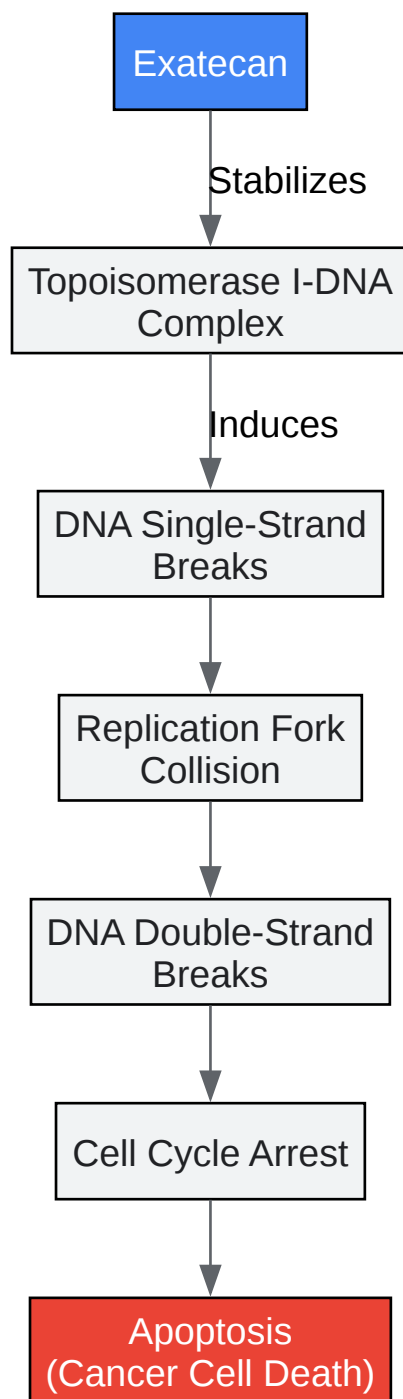 Exatecan
Stabilizes
Topoisomerase I-DNA
Complex
Induces
DNA Single-Strand
Breaks
Replication Fork
Collision
DNA Double-Strand
Breaks
Cell Cycle Arrest
Apoptosis
(Cancer Cell Death)